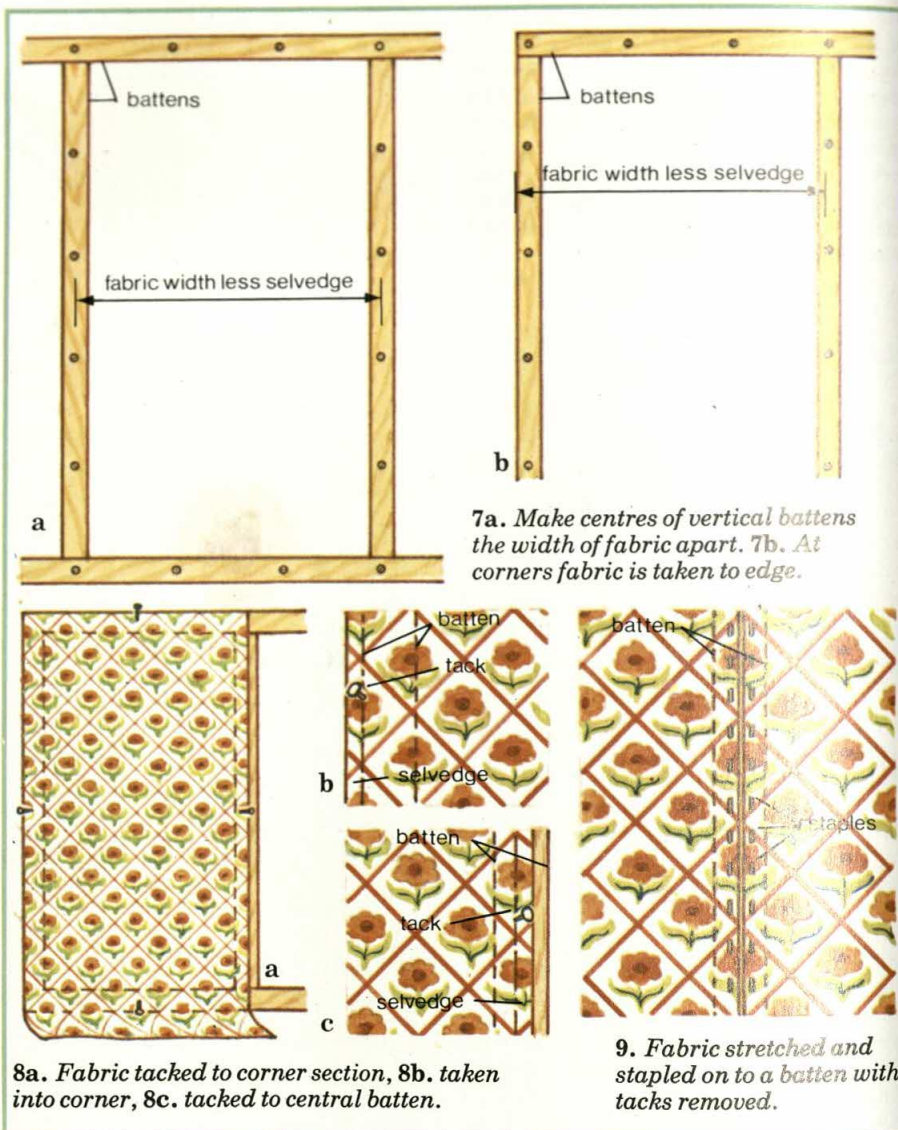 battens
fabric width less selvedge
a
battens
fabric width less selvedge
b
7a. Make centres of vertical battens
the width of fabric apart. 7b. At
corners fabric is taken to edge.
a
batten
tack
selvedge
b
batten
tack
selvedge
c
8a. Fabric tacked to corner section, 8b. taken
into corner, 8c. tacked to central batten.
batten
staples
9. Fabric stretched and
stapled on to a batten with
tacks removed.